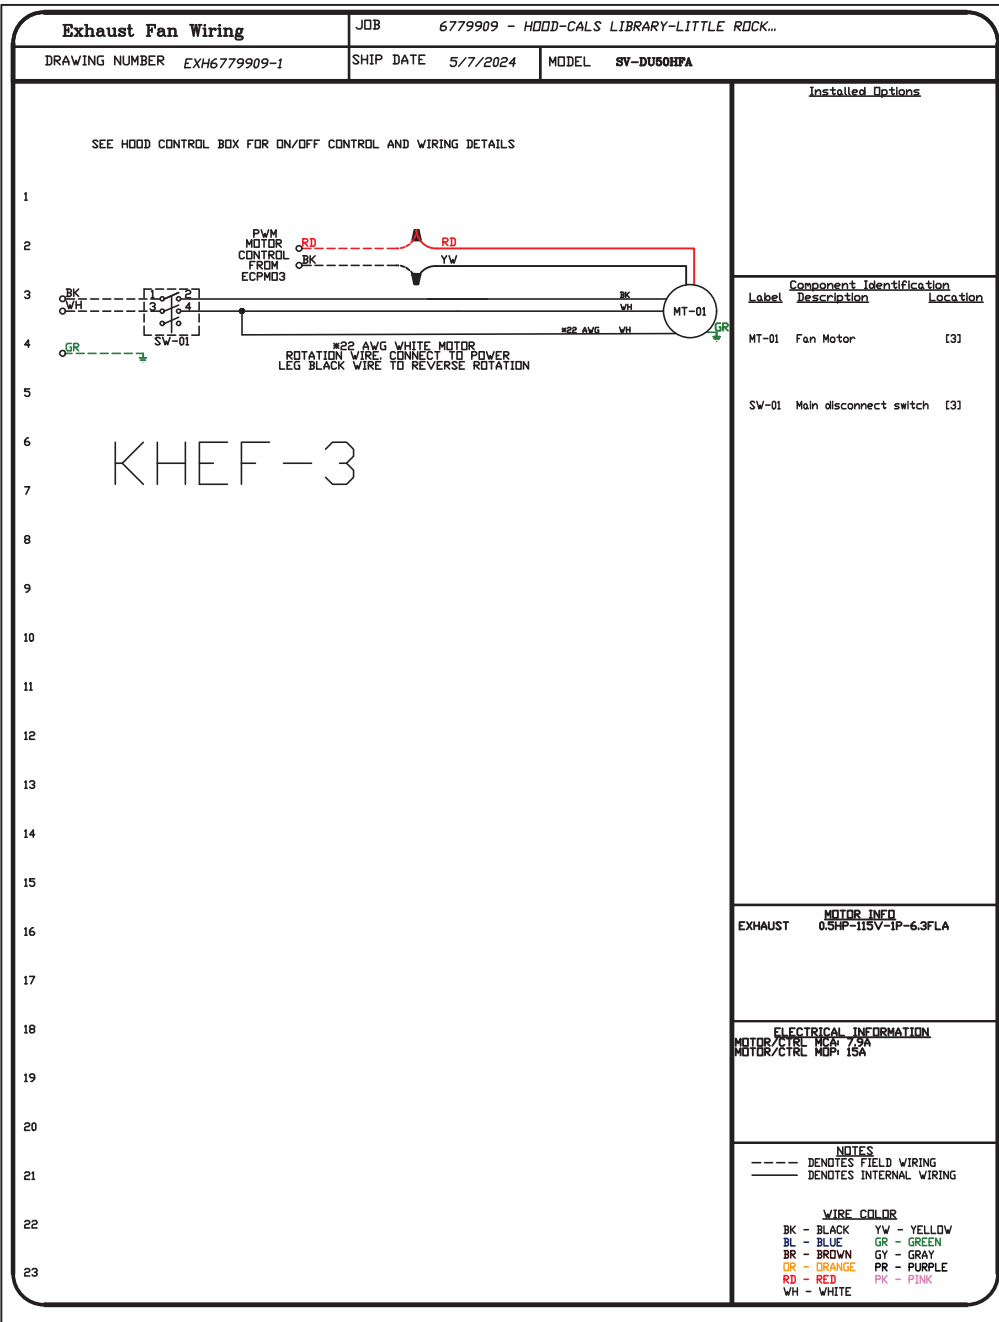 Exhaust Fan Wiring
JOB 6779909 - HOOD-CALS LIBRARY-LITTLE ROCK...
DRAWING NUMBER EXH6779909-1
SHIP DATE 5/7/2024
MODEL SV-DU50HFA
SEE HOOD CONTROL BOX FOR ON/OFF CONTROL AND WIRING DETAILS
1
2
3
4
5
6
7
8
9
10
11
12
13
14
15
16
17
18
19
20
21
22
23
PWM
MOTOR
CONTROL
FROM
ECPM03
RD
RD
BK
YW
BK
WH
1
2
3
4
SW-01
BK
WH
*22 AWG WH
MT-01
GR
GR
*22 AWG WHITE MOTOR
ROTATION WIRE. CONNECT TO POWER
LEG BLACK WIRE TO REVERSE ROTATION
KHEF-3
Installed Options
Component Identification
Label Description Location
MT-01 Fan Motor [3]
SW-01 Main disconnect switch [3]
MOTOR INFO
EXHAUST 0.5HP-115V-1P-6.3FLA
ELECTRICAL INFORMATION
MOTOR/CTRL MCA: 7.9A
MOTOR/CTRL MOP: 15A
NOTES
DENOTES FIELD WIRING
DENOTES INTERNAL WIRING
WIRE COLOR
BK - BLACK YW - YELLOW
BL - BLUE GR - GREEN
BR - BROWN GY - GRAY
OR - ORANGE PR - PURPLE
RD - RED PK - PINK
WH - WHITE